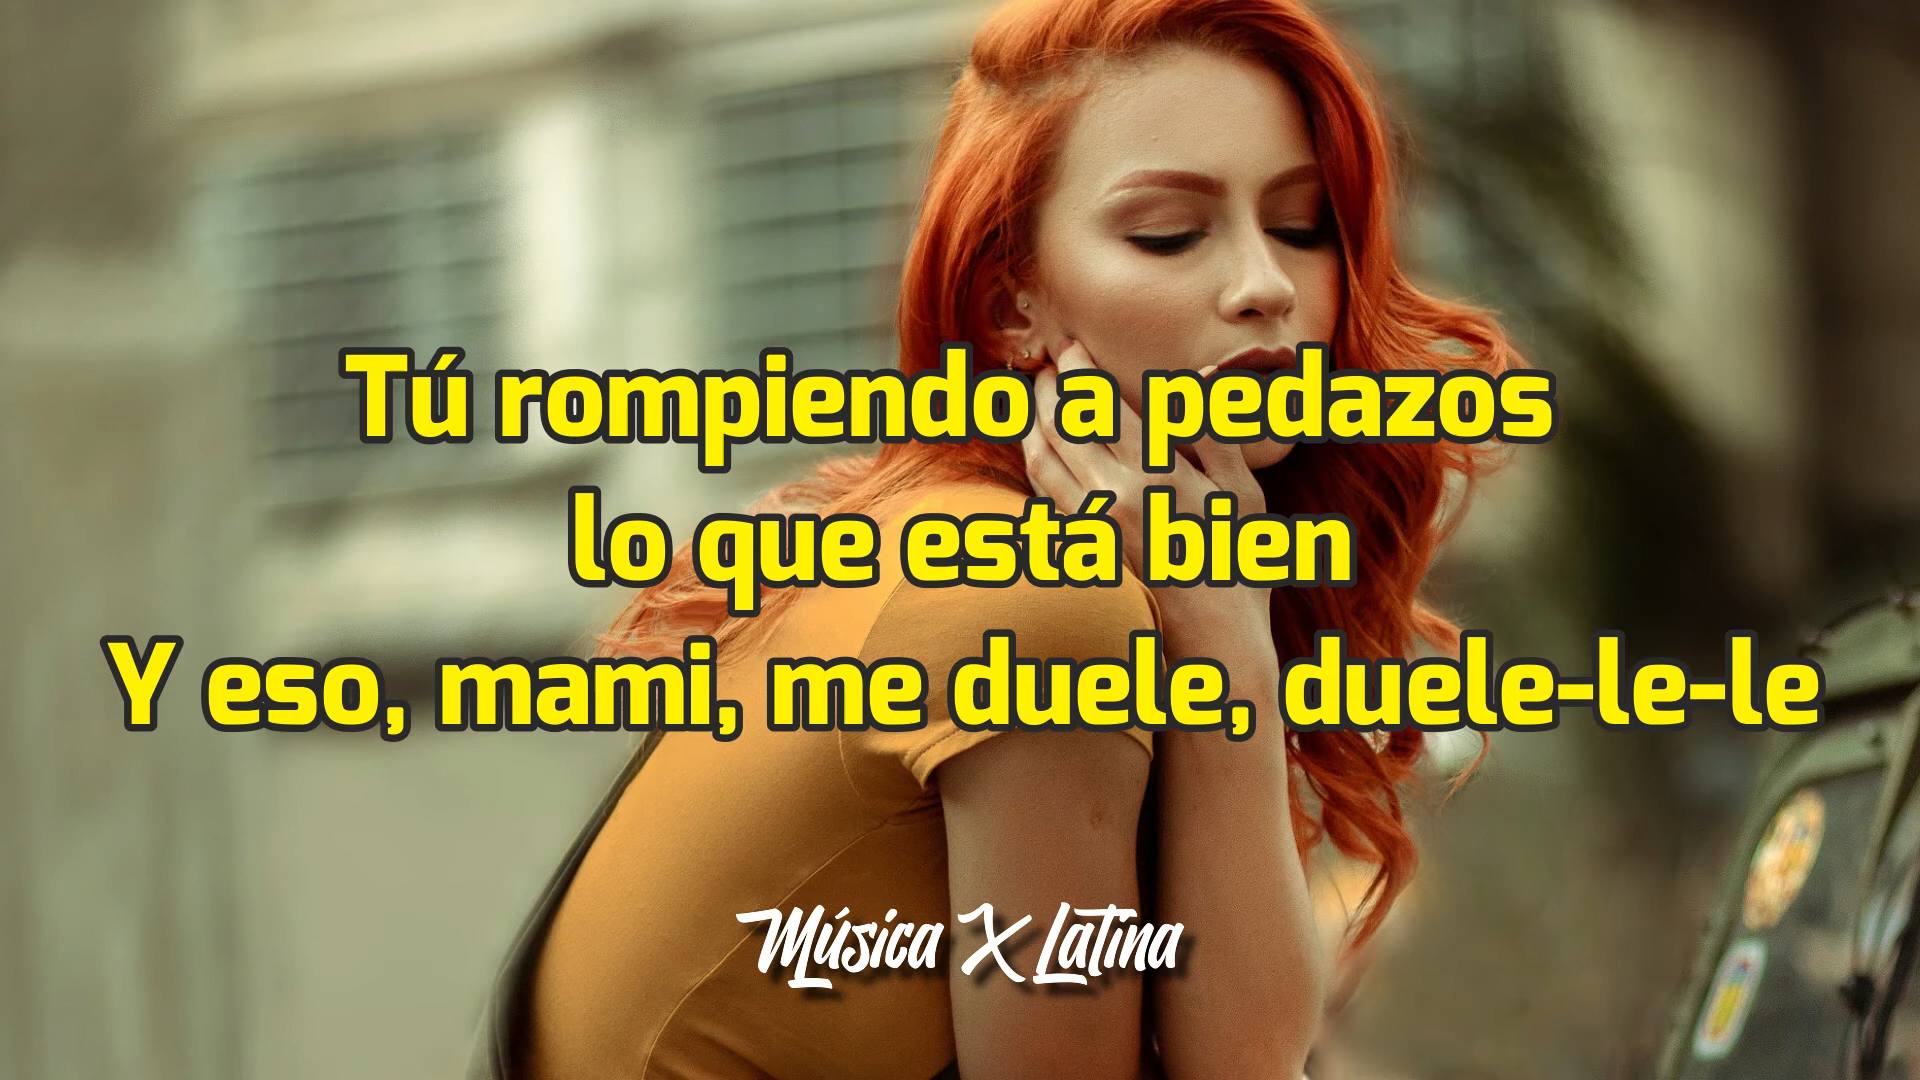 Tú rompiendo a pedazos
lo que está bien
Y eso, mami, me duele, duele-le-le
Música X Latina